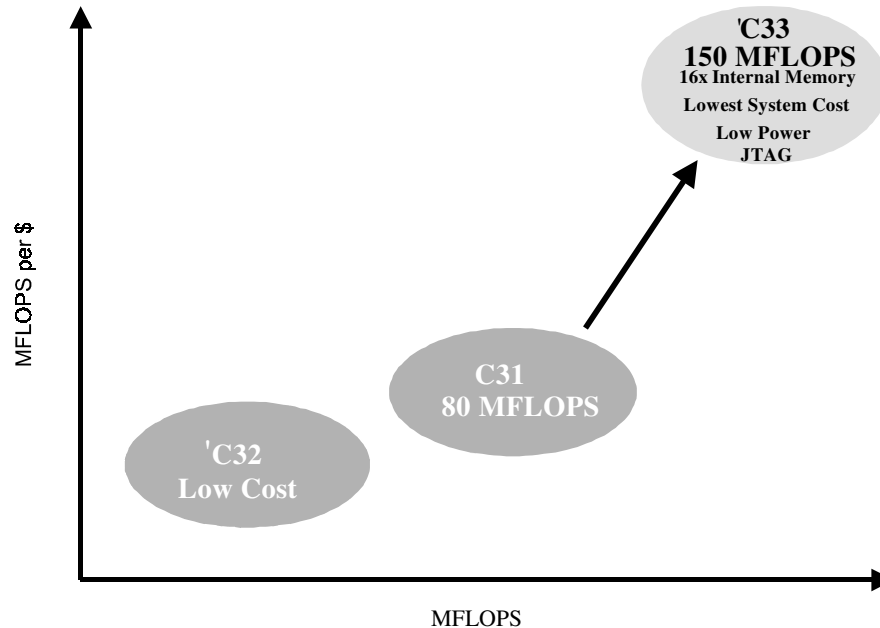 'C33
150 MFLOPS
16x Internal Memory
Lowest System Cost
Low Power
JTAG
MFLOPS per $
C31
80 MFLOPS
'C32
Low Cost
MFLOPS